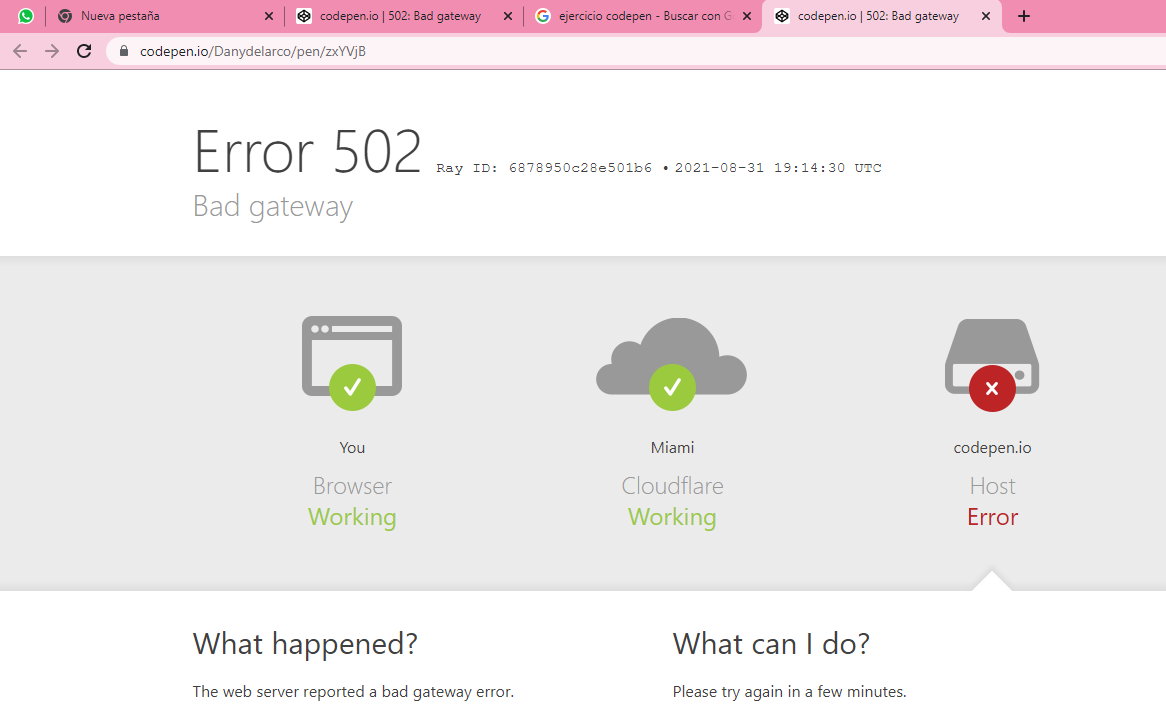 Nueva pestaña
codepen.io | 502: Bad gateway
ejercicio codepen - Buscar con G
codepen.io | 502: Bad gateway
codepen.io/Danydelarco/pen/zxYVjB
Error 502 Ray ID: 6878950c28e501b6 • 2021-08-31 19:14:30 UTC
Bad gateway
You
Browser
Working
Miami
Cloudflare
Working
codepen.io
Host
Error
What happened?
The web server reported a bad gateway error.
What can I do?
Please try again in a few minutes.